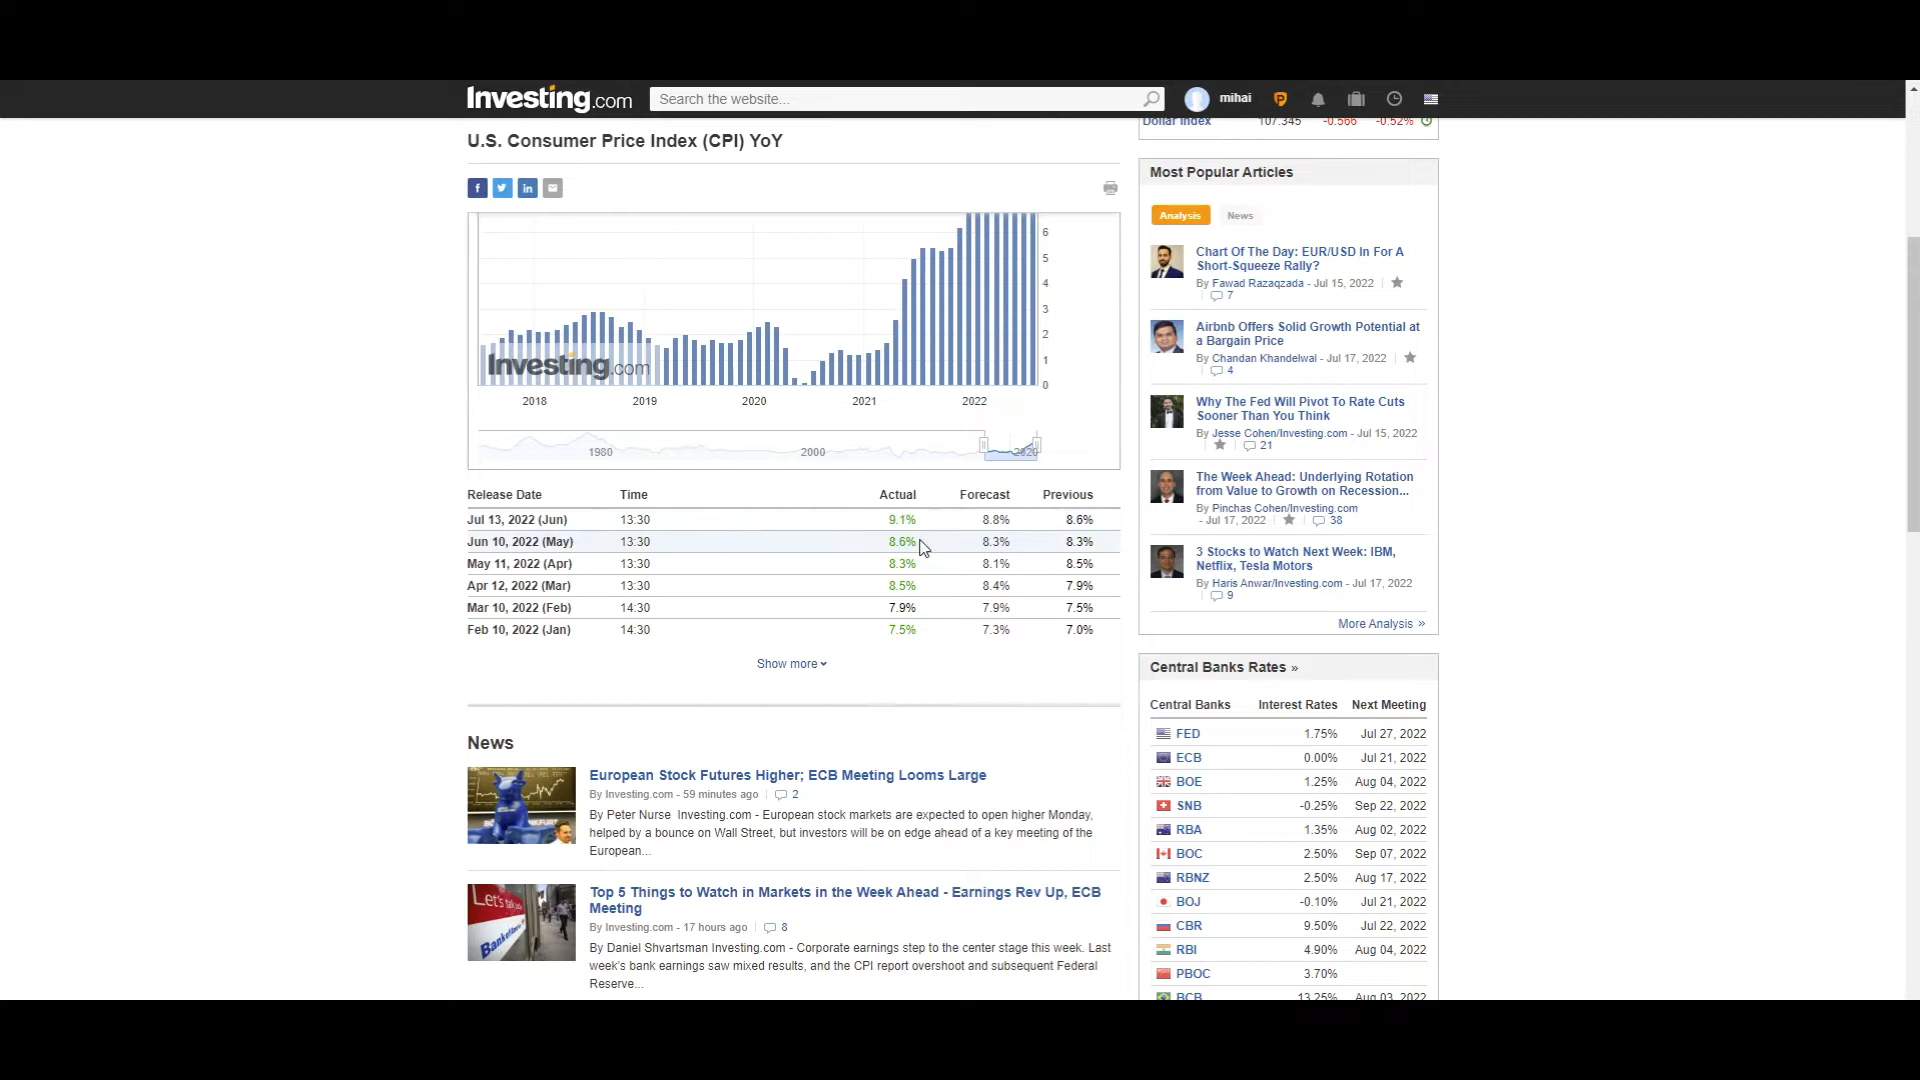 Investing.com
Search the website...
mihai
U.S. Consumer Price Index (CPI) YoY
6
5
4
3
2
1
0
Investing.com
2018 2019 2020 2021 2022
1980 2000 2020
Release Date Time Actual Forecast Previous
Jul 13, 2022 (Jun) 13:30 9.1% 8.8% 8.6%
Jun 10, 2022 (May) 13:30 8.6% 8.3% 8.3%
May 11, 2022 (Apr) 13:30 8.3% 8.1% 8.5%
Apr 12, 2022 (Mar) 13:30 8.5% 8.4% 7.9%
Mar 10, 2022 (Feb) 14:30 7.9% 7.9% 7.5%
Feb 10, 2022 (Jan) 14:30 7.5% 7.3% 7.0%
Show more
News
European Stock Futures Higher; ECB Meeting Looms Large
By Investing.com - 59 minutes ago 2
By Peter Nurse Investing.com - European stock markets are expected to open higher Monday,
helped by a bounce on Wall Street, but investors will be on edge ahead of a key meeting of the
European...
Let's
Top 5 Things to Watch in Markets in the Week Ahead - Earnings Rev Up, ECB
Meeting
By Investing.com - 17 hours ago 8
By Daniel Shvartsman Investing.com - Corporate earnings step to the center stage this week. Last
week's bank earnings saw mixed results, and the CPI report overshoot and subsequent Federal
Reserve...
Dollar Index 107.345 -0.566 -0.52%
Most Popular Articles
Analysis News
Chart Of The Day: EUR/USD In For A
Short-Squeeze Rally?
By Fawad Razaqzada - Jul 15, 2022
7
Airbnb Offers Solid Growth Potential at
a Bargain Price
By Chandan Khandelwal - Jul 17, 2022
4
Why The Fed Will Pivot To Rate Cuts
Sooner Than You Think
By Jesse Cohen/Investing.com - Jul 15, 2022
21
The Week Ahead: Underlying Rotation
from Value to Growth on Recession...
By Pinchas Cohen/Investing.com
- Jul 17, 2022 38
3 Stocks to Watch Next Week: IBM,
Netflix, Tesla Motors
By Haris Anwar/Investing.com - Jul 17, 2022
9
More Analysis »
Central Banks Rates »
Central Banks Interest Rates Next Meeting
FED 1.75% Jul 27, 2022
ECB 0.00% Jul 21, 2022
BOE 1.25% Aug 04, 2022
SNB -0.25% Sep 22, 2022
RBA 1.35% Aug 02, 2022
BOC 2.50% Sep 07, 2022
RBNZ 2.50% Aug 17, 2022
BOJ -0.10% Jul 21, 2022
CBR 9.50% Jul 22, 2022
RBI 4.90% Aug 04, 2022
PBOC 3.70%
BCB 13.25% Aug 03, 2022